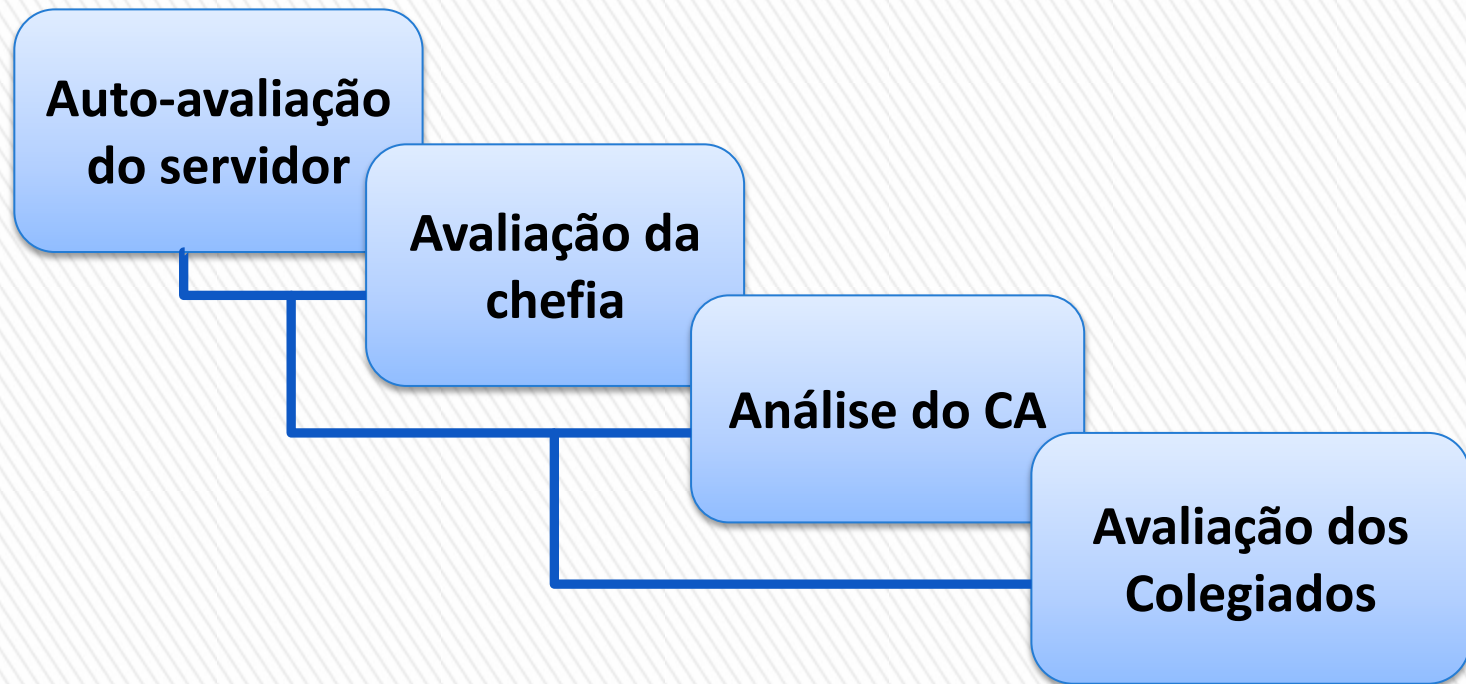 Auto-avaliação
do servidor
Avaliação da
chefia
Análise do CA
Avaliação dos
Colegiados